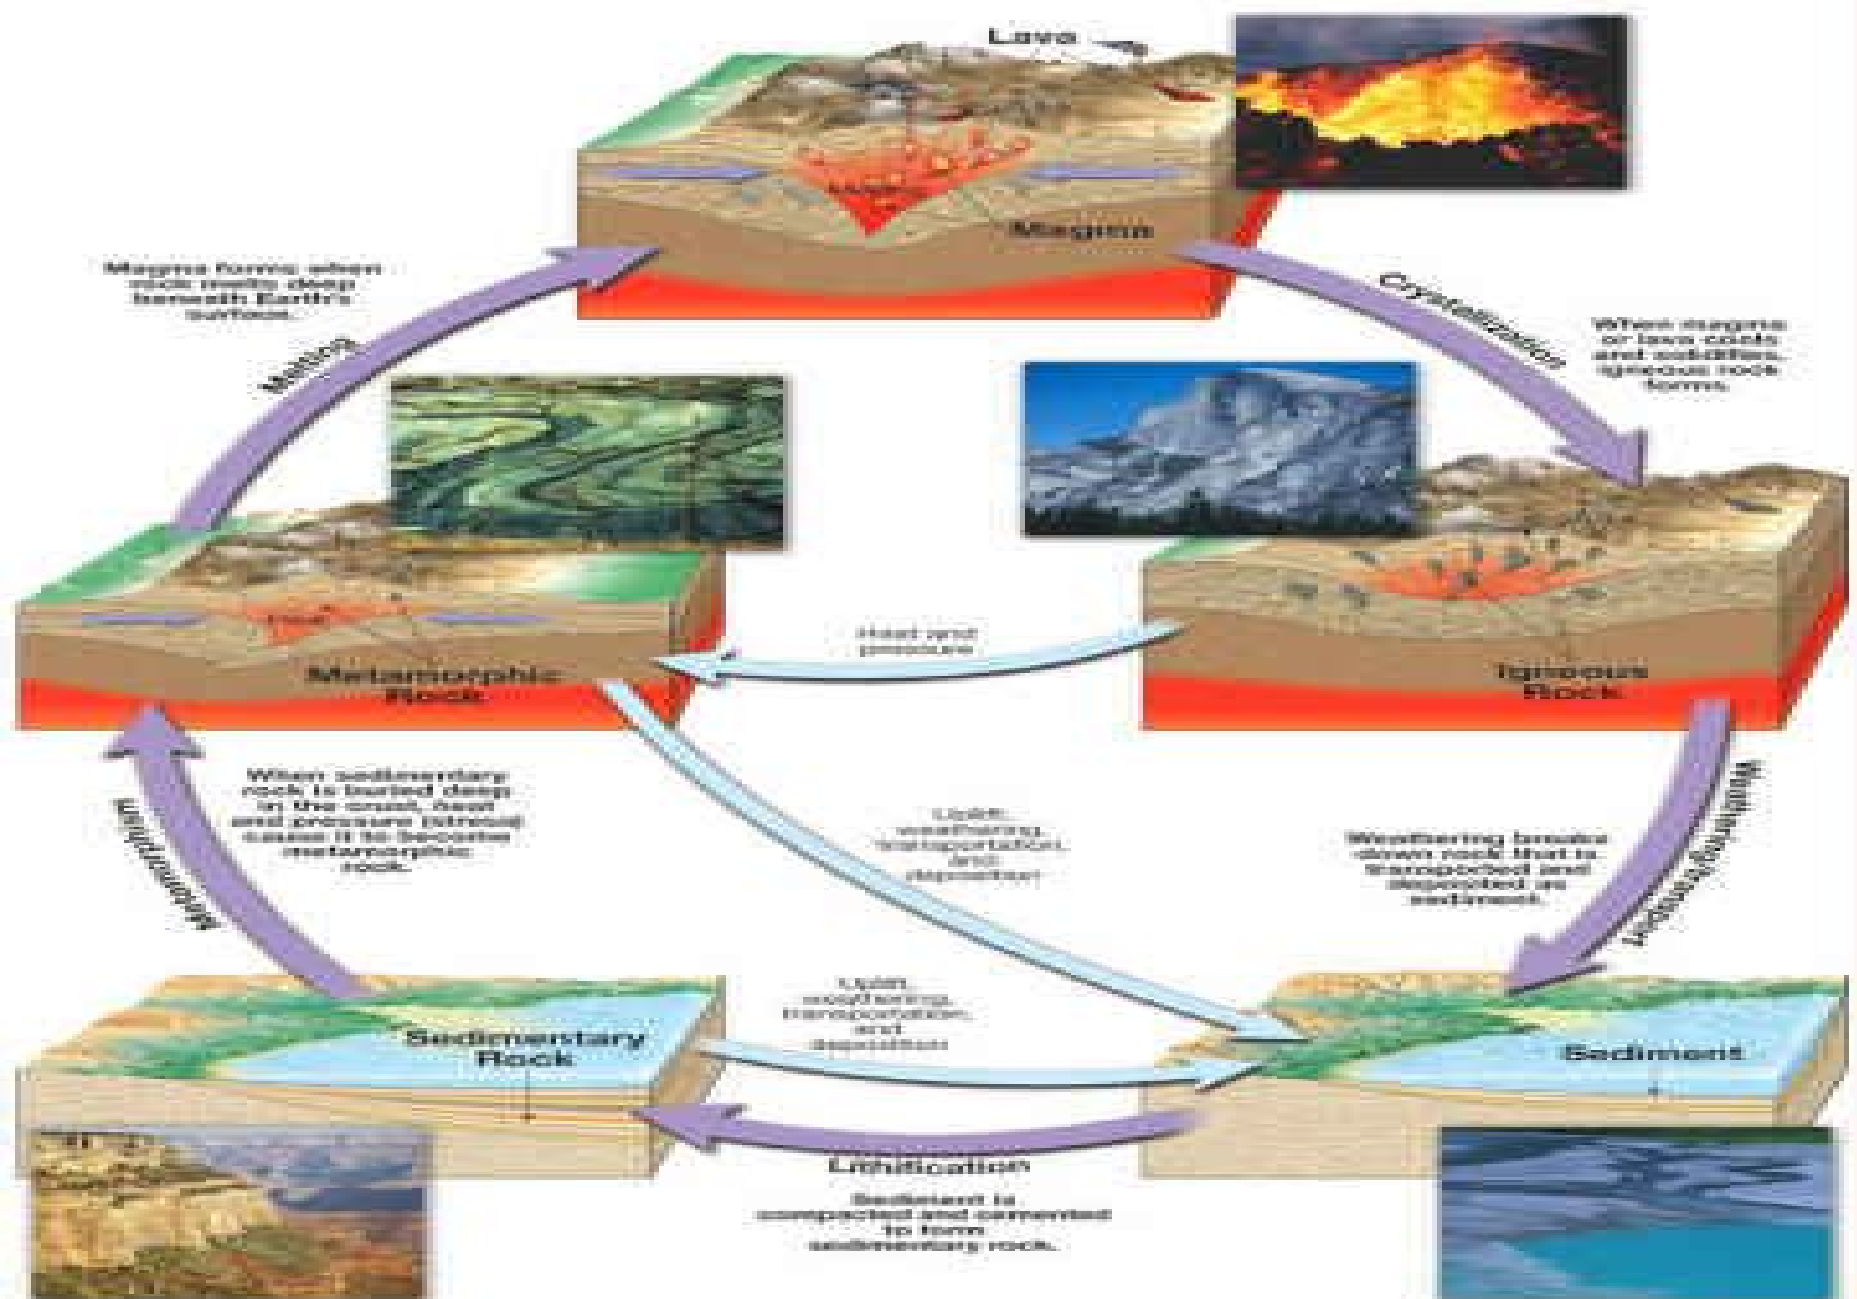 Lava
Magma
Magma forms when
rock melts deep
beneath Earth's
surface.
Melting
Crystallization
When magma
or lava cools
and solidifies,
igneous rock
forms.
Heat
Metamorphic
Rock
Heat and
pressure
Igneous
Rock
When sedimentary
rock is buried deep
in the crust, heat
and pressure (stress)
cause it to become
metamorphic
rock.
Metamorphism
Uplift,
weathering,
transportation,
and
deposition
Weathering breaks
down rock that is
transported and
deposited as
sediment.
Weathering/transport
Sedimentary
Rock
Uplift,
weathering,
transportation,
and
deposition
Sediment
Lithification
Sediment is
compacted and cemented
to form
sedimentary rock.